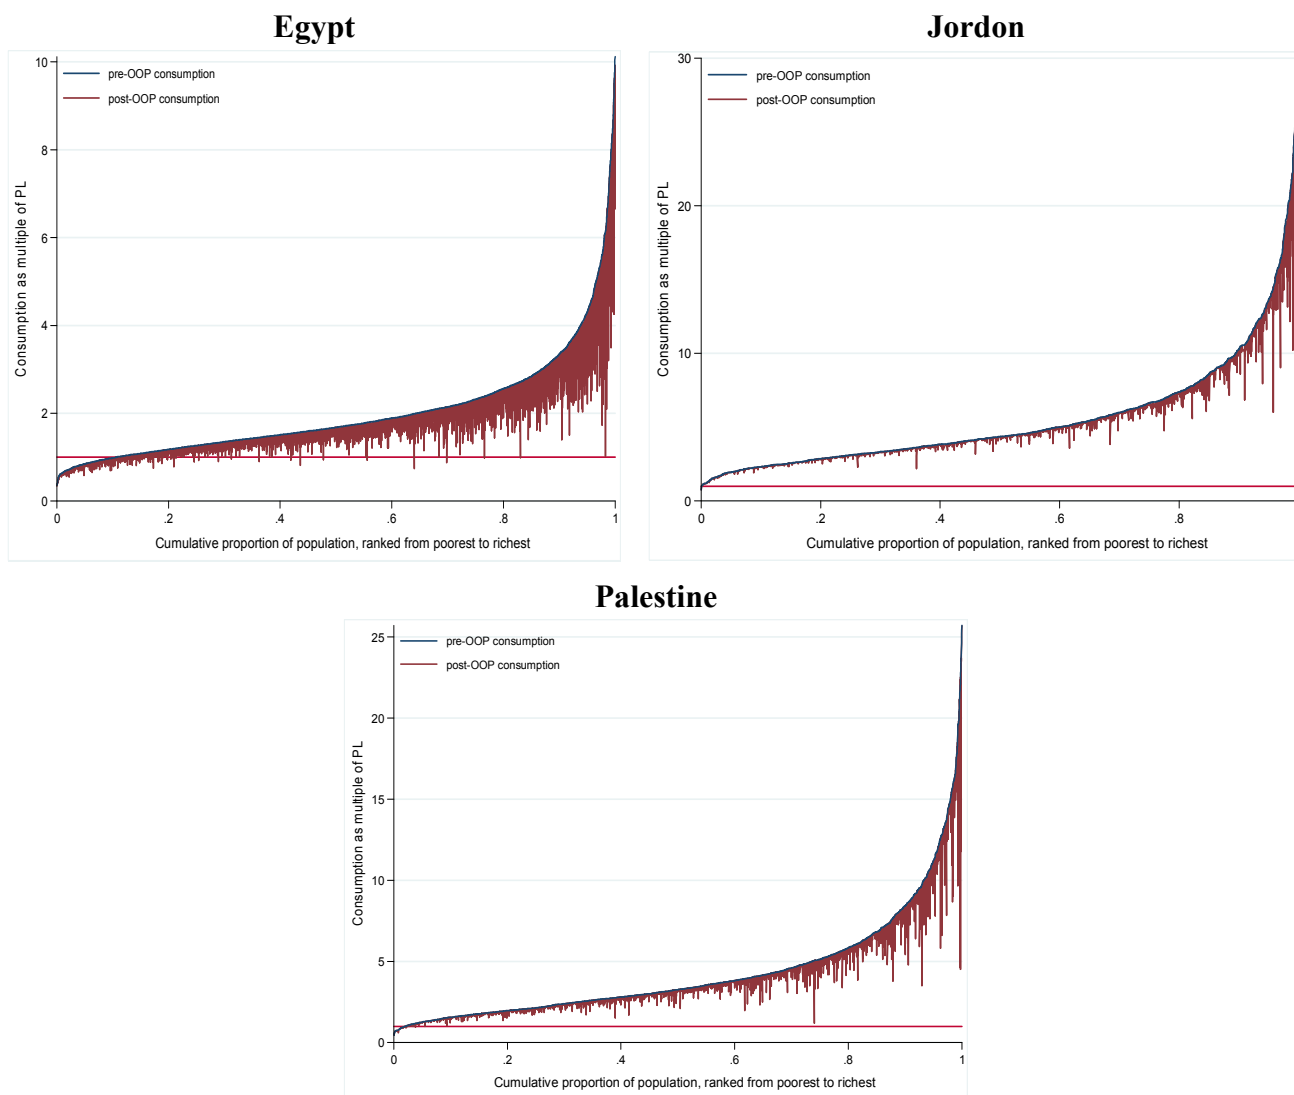 Egypt
10
8
6
4
2
0
pre-OOP consumption
post-OOP consumption
Consumption as multiple of PL
0 .2 .4 .6 .8 1
Cumulative proportion of population, ranked from poorest to richest
Jordon
30
20
10
0
pre-OOP consumption
post-OOP consumption
Consumption as multiple of PL
0 .2 .4 .6 .8
Cumulative proportion of population, ranked from poorest to richest
Palestine
25
20
15
10
5
0
pre-OOP consumption
post-OOP consumption
Consumption as multiple of PL
0 .2 .4 .6 .8 1
Cumulative proportion of population, ranked from poorest to richest